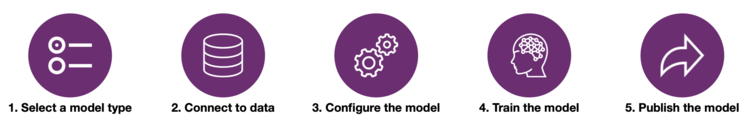 1. Select a model type
2. Connect to data
3. Configure the model
4. Train the model
5. Publish the model